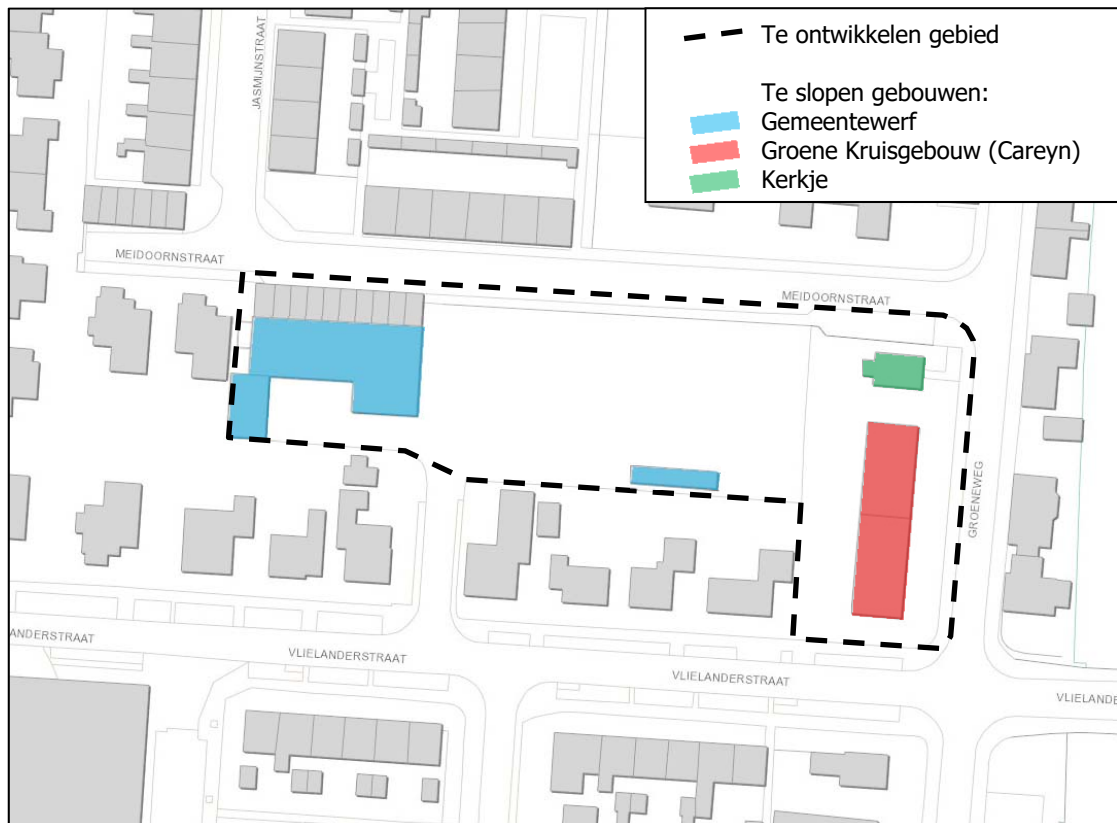 Te ontwikkelen gebied
Te slopen gebouwen:
Gemeentewerf
Groene Kruisgebouw (Careyn)
Kerkje
JASMIJNSTRAAT
MEIDOORNSTRAAT
MEIDOORNSTRAAT
GROENEWEG
ANDERSTRAAT
VLIELANDERSTRAAT
VLIELANDERSTRAAT
VLIELANDE